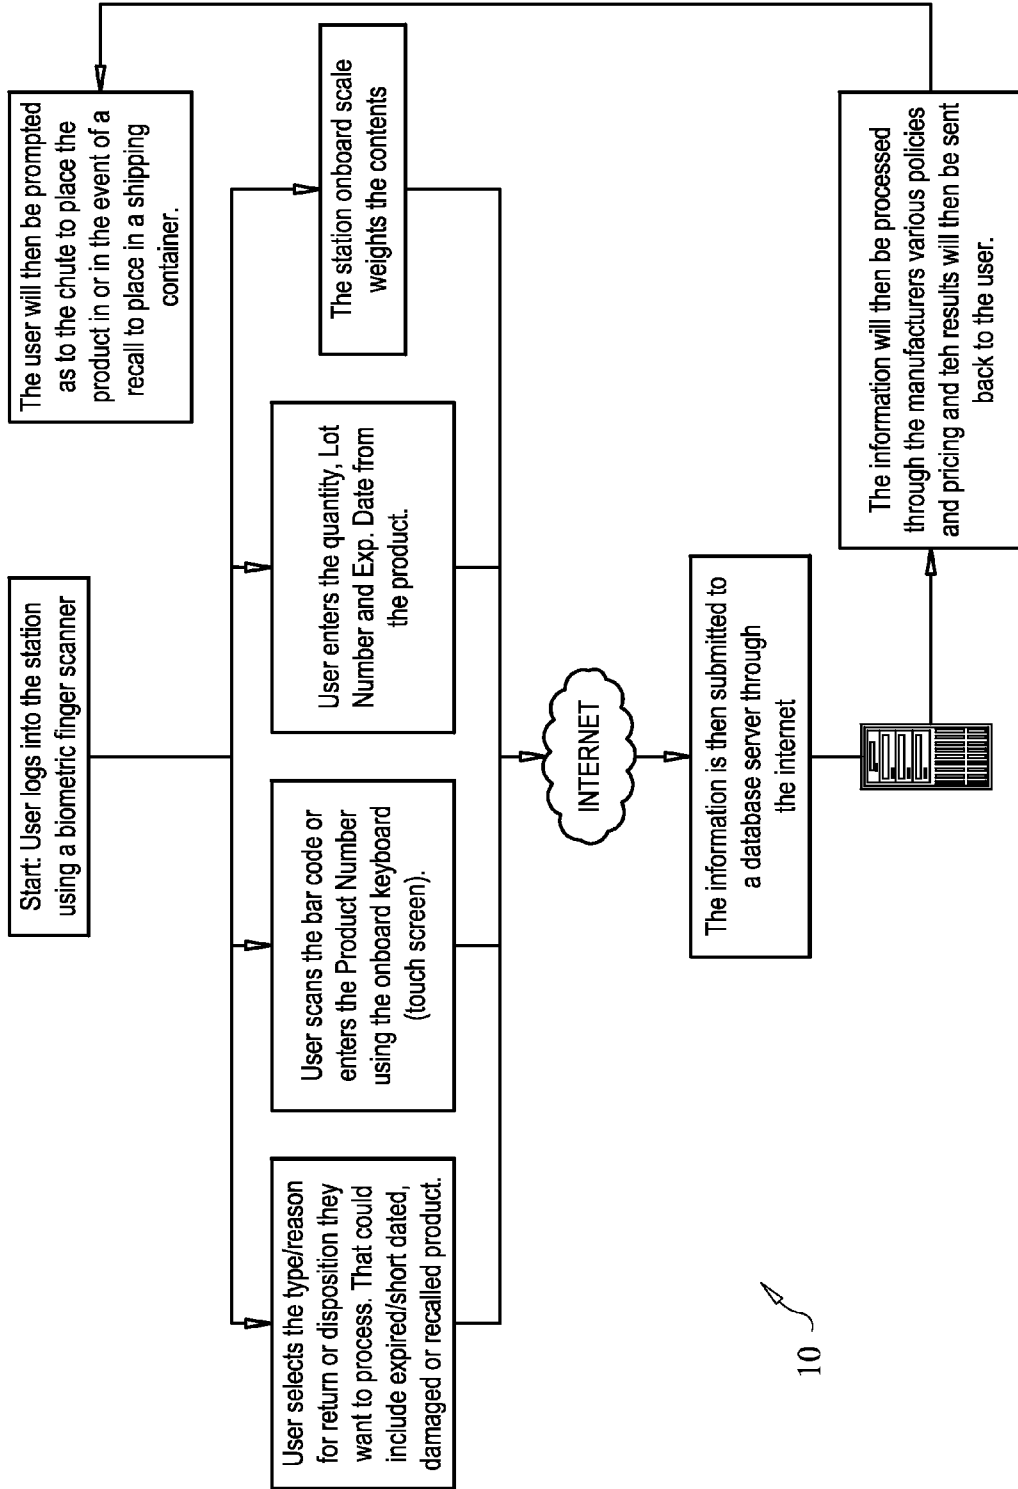 Start: User logs into the station
using a biometric finger scanner
User selects the type/reason
for return or disposition they
want to process. That could
include expired/short dated,
damaged or recalled product.
User scans the bar code or
enters the Product Number
using the onboard keyboard
(touch screen).
User enters the quantity, Lot
Number and Exp. Date from
the product.
The station onboard scale
weights the contents
INTERNET
The information is then submitted to
a database server through
the internet
The information will then be processed
through the manufacturers various policies
and pricing and teh results will then be sent
back to the user.
The user will then be prompted
as to the chute to place the
product in or in the event of a
recall to place in a shipping
container.
10